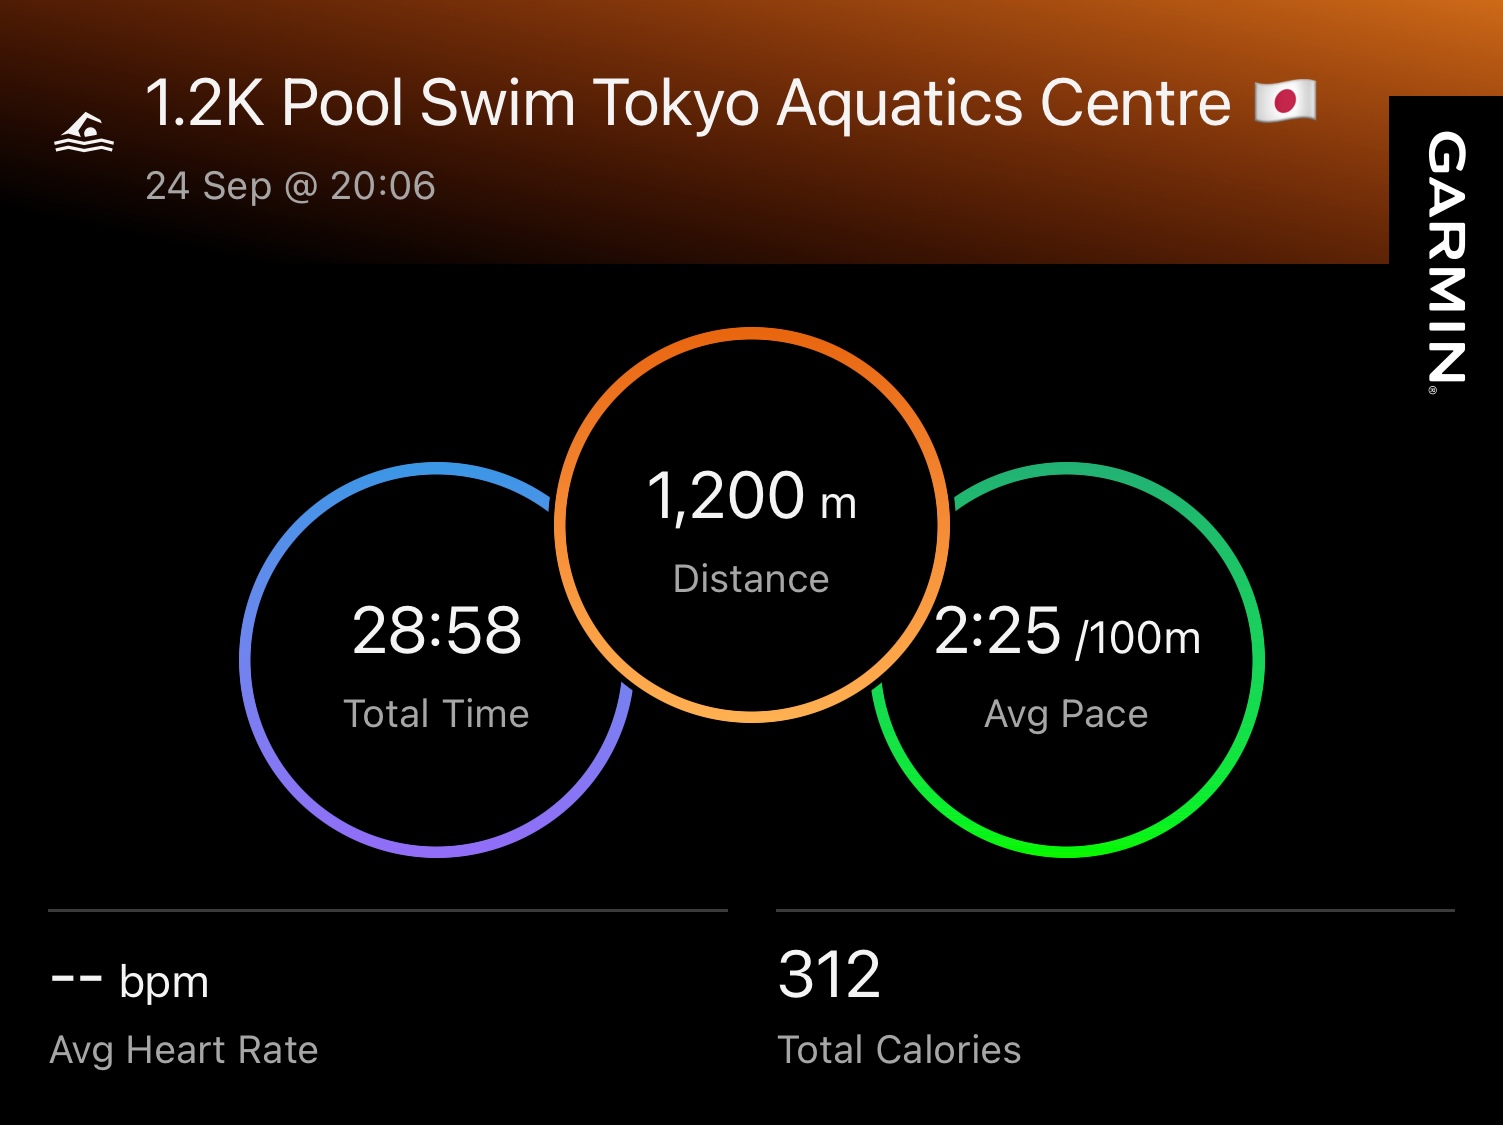 1.2K Pool Swim Tokyo Aquatics Centre 🇯🇵
24 Sep @ 20:06
GARMIN®
1,200 m
Distance
28:58
Total Time
2:25 /100m
Avg Pace
-- bpm
Avg Heart Rate
312
Total Calories